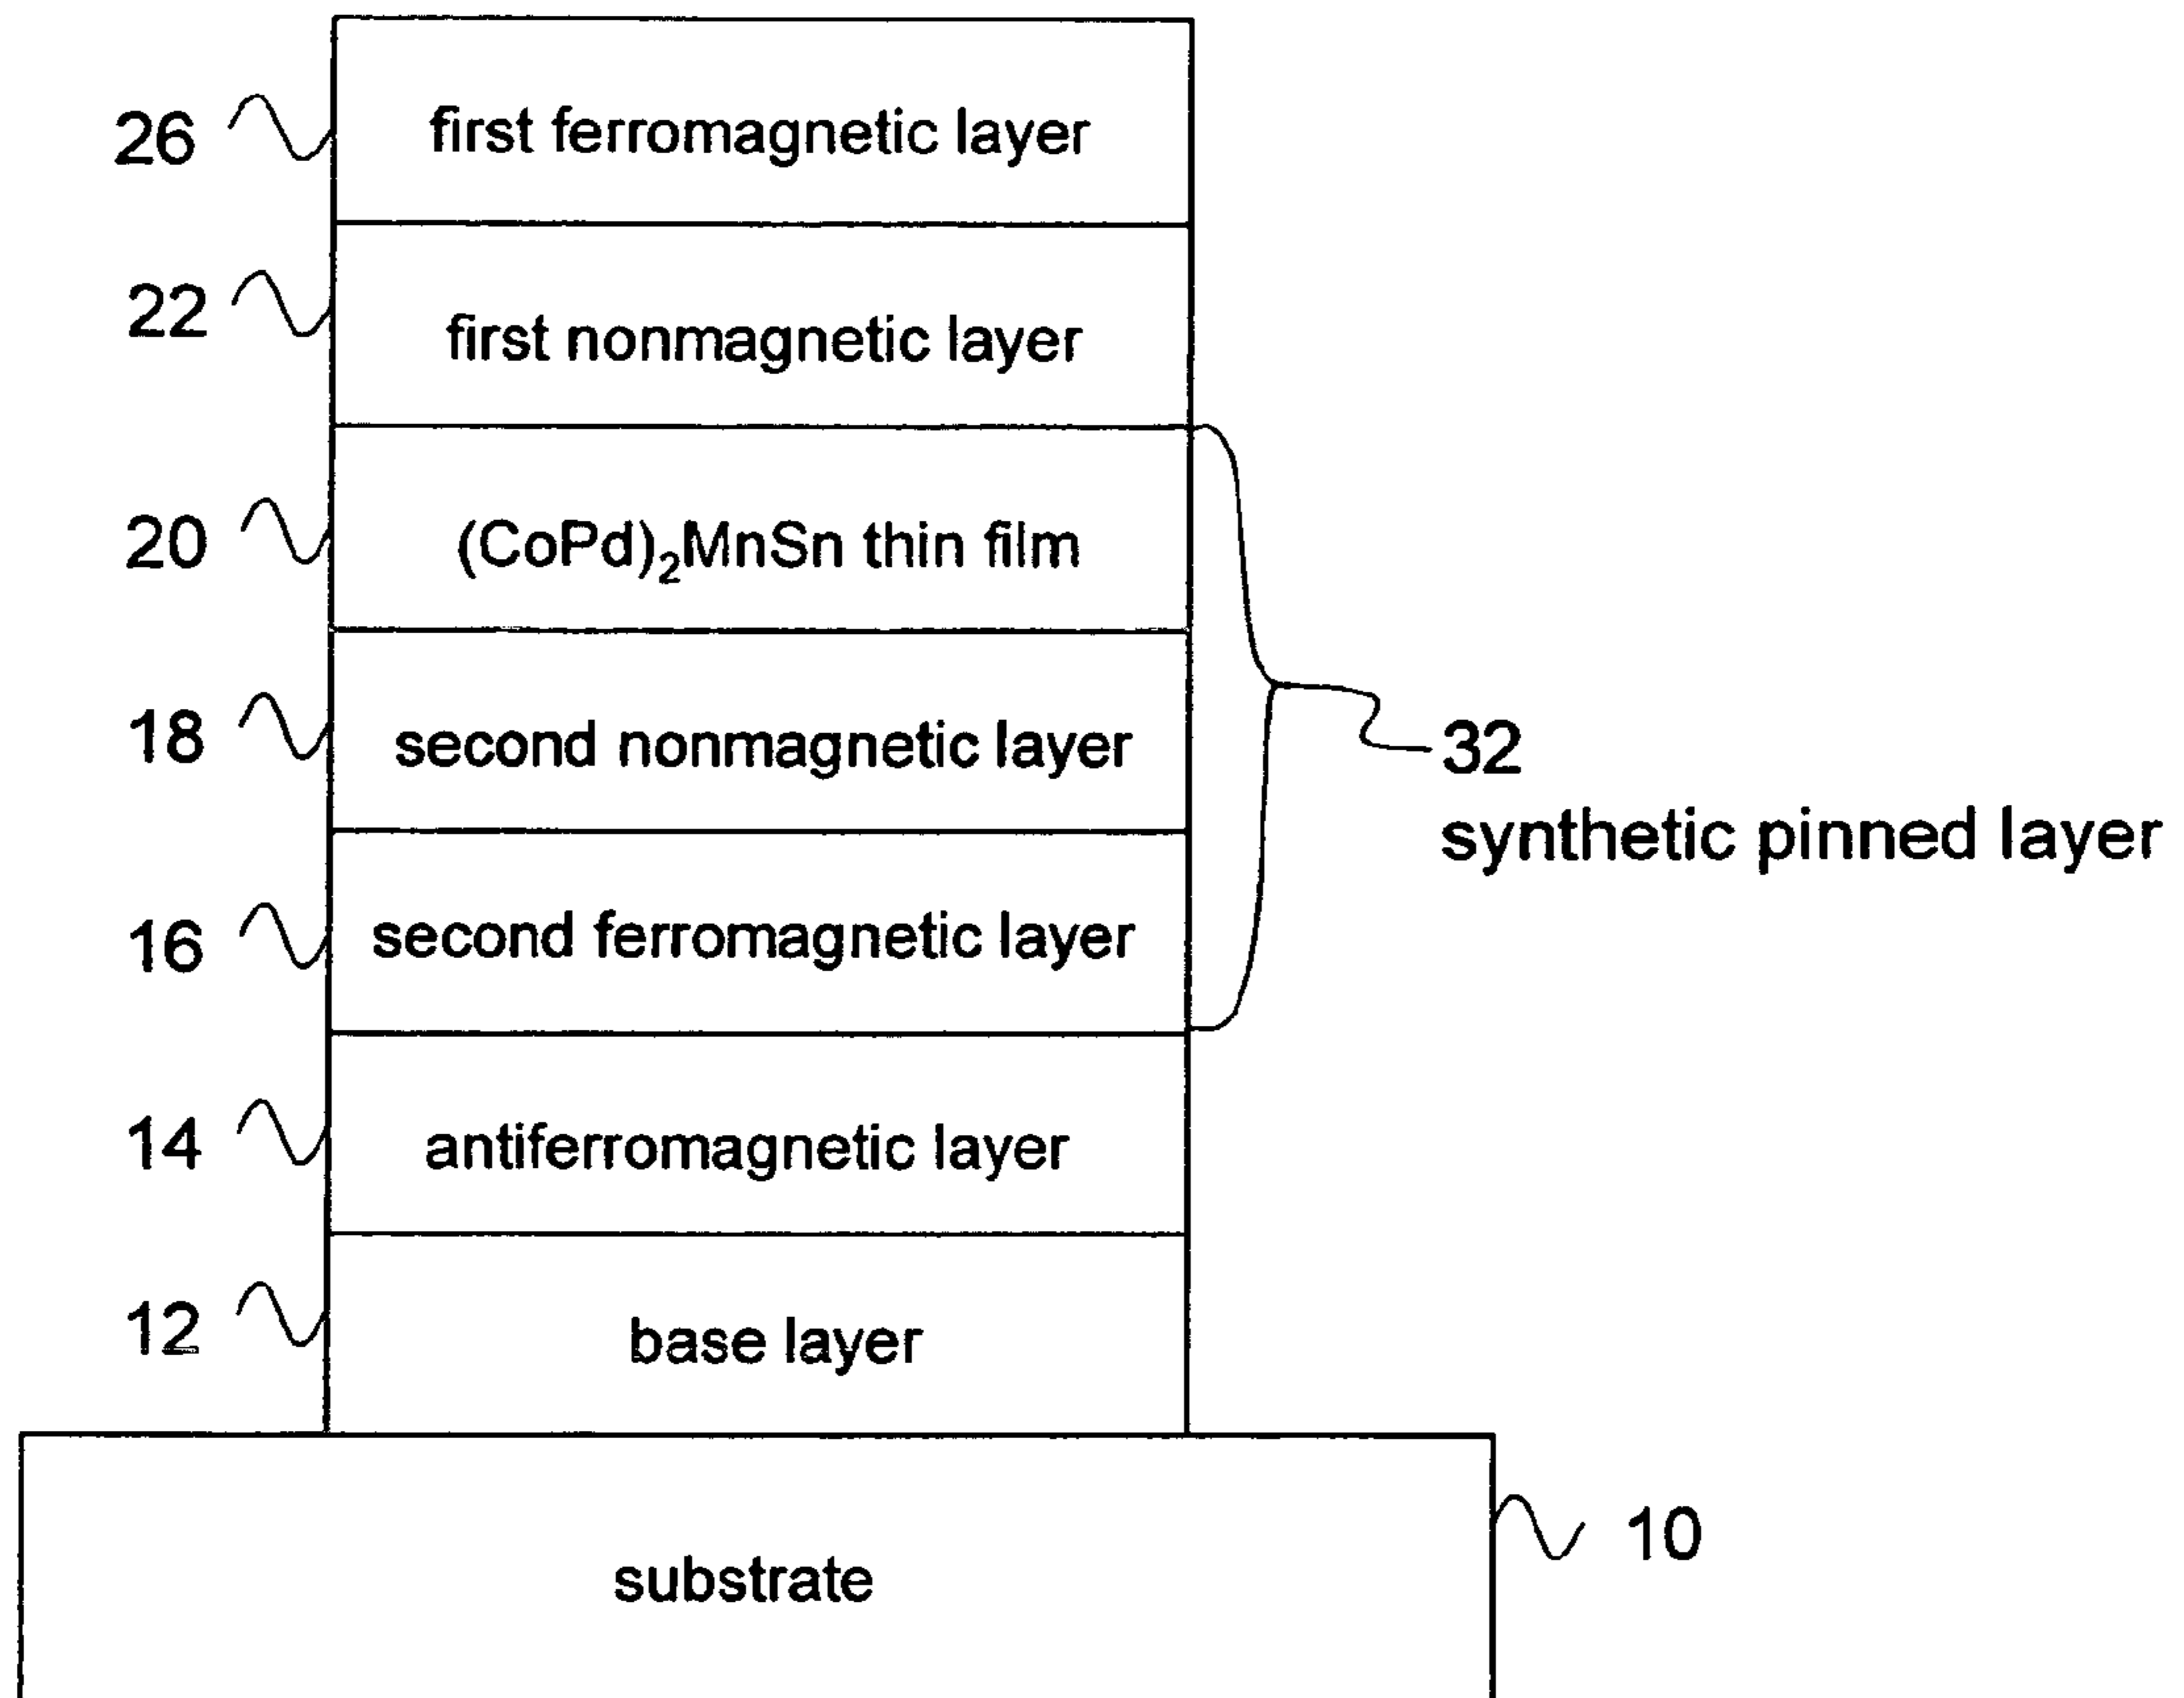 26 first ferromagnetic layer
22 first nonmagnetic layer
20 (CoPd)₂MnSn thin film
18 second nonmagnetic layer
32
synthetic pinned layer
16 second ferromagnetic layer
14 antiferromagnetic layer
12 base layer
10
substrate